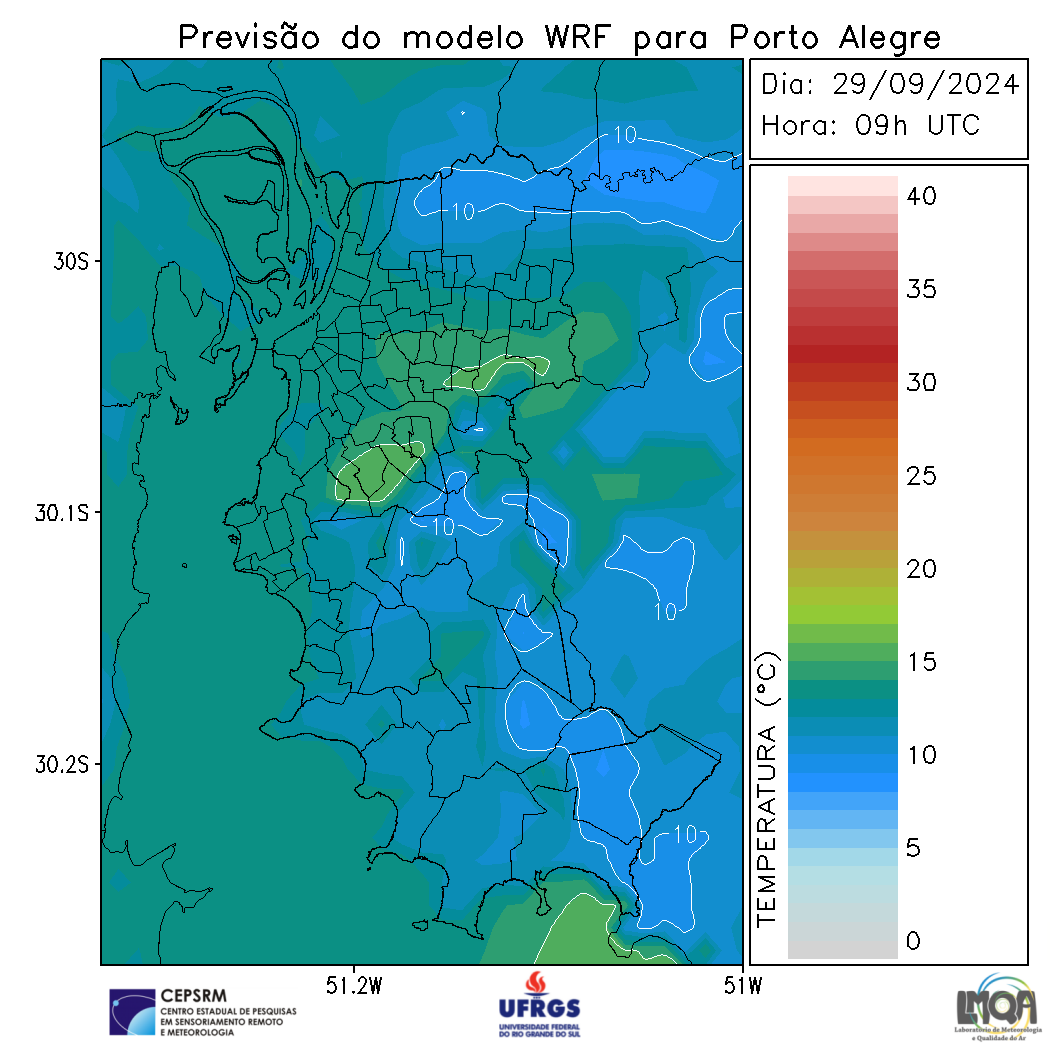 Previsão do modelo WRF para Porto Alegre
Dia: 29/09/2024
Hora: 09h UTC
30S
30.1S
30.2S
51.2W
51W
10
10
10
10
10
TEMPERATURA (°C)
40
35
30
25
20
15
10
5
0
CEPSRM
CENTRO ESTADUAL DE PESQUISAS
EM SENSORIAMENTO REMOTO
E METEOROLOGIA
UFRGS
UNIVERSIDADE FEDERAL
DO RIO GRANDE DO SUL
LMQA
Laboratório de Meteorologia
e Qualidade do Ar